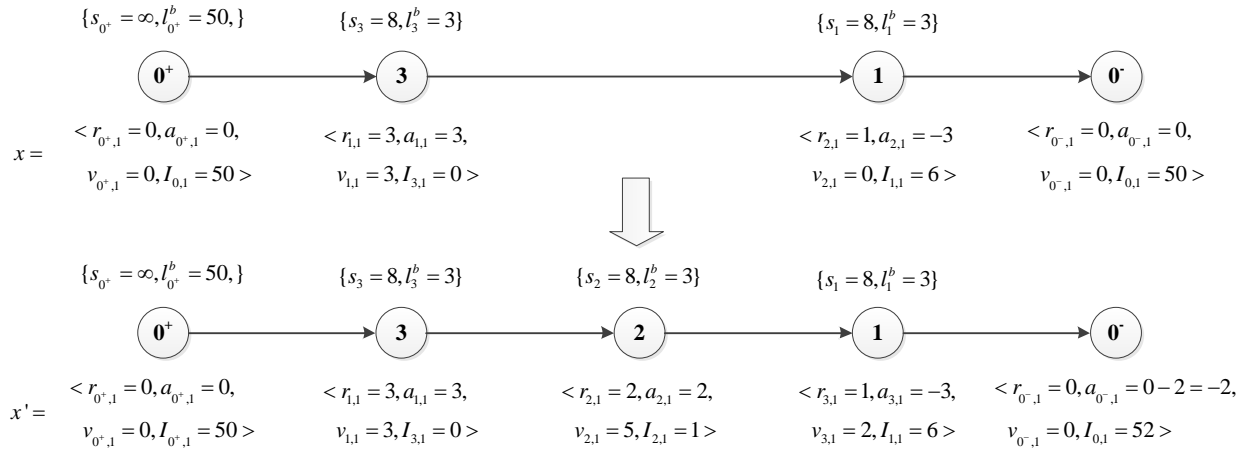 {s_{0^+} = ∞, l^b_{0^+} = 50,} {s_3 = 8, l^b_3 = 3} {s_1 = 8, l^b_1 = 3}
0^+ 3 1 0^-
< r_{0^+,1} = 0, a_{0^+,1} = 0, < r_{1,1} = 3, a_{1,1} = 3, < r_{2,1} = 1, a_{2,1} = −3 < r_{0^-,1} = 0, a_{0^-,1} = 0,
x =
v_{0^+,1} = 0, I_{0,1} = 50 > v_{1,1} = 3, I_{3,1} = 0 > v_{2,1} = 0, I_{1,1} = 6 > v_{0^-,1} = 0, I_{0,1} = 50 >
{s_{0^+} = ∞, l^b_{0^+} = 50,} {s_3 = 8, l^b_3 = 3} {s_2 = 8, l^b_2 = 3} {s_1 = 8, l^b_1 = 3}
0^+ 3 2 1 0^-
< r_{0^+,1} = 0, a_{0^+,1} = 0, < r_{1,1} = 3, a_{1,1} = 3, < r_{2,1} = 2, a_{2,1} = 2, < r_{3,1} = 1, a_{3,1} = −3, < r_{0^-,1} = 0, a_{0^-,1} = 0 − 2 = −2,
x' =
v_{0^+,1} = 0, I_{0^+,1} = 50 > v_{1,1} = 3, I_{3,1} = 0 > v_{2,1} = 5, I_{2,1} = 1 > v_{3,1} = 2, I_{1,1} = 6 > v_{0^-,1} = 0, I_{0,1} = 52 >